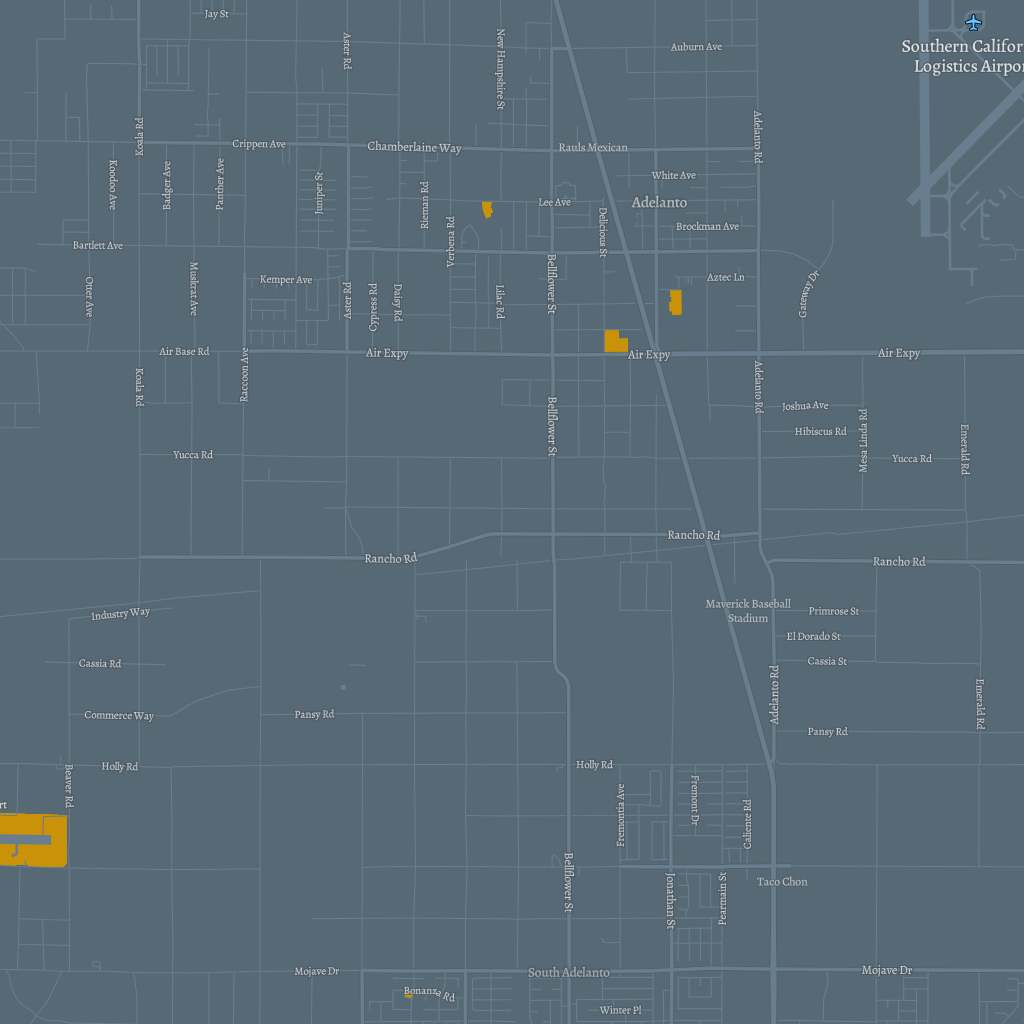 Jay St
Aster Rd
New Hampshire St
Auburn Ave
Southern Califor
Logistics Airpor
Koala Rd
Crippen Ave
Chamberlaine Way
Rauls Mexican
Adelanto Rd
Koodoo Ave
Badger Ave
Panther Ave
Juniper St
Rieman Rd
White Ave
Lee Ave
Adelanto
Delicious St
Brockman Ave
Verbena Rd
Bartlett Ave
Otter Ave
Muskrat Ave
Kemper Ave
Aster Rd
Cypress Rd
Daisy Rd
Lilac Rd
Bellflower St
Aztec Ln
Gateway Dr
Air Base Rd
Raccoon Ave
Air Expy
Air Expy
Air Expy
Koala Rd
Adelanto Rd
Bellflower St
Joshua Ave
Hibiscus Rd
Mesa Linda Rd
Emerald Rd
Yucca Rd
Yucca Rd
Rancho Rd
Rancho Rd
Rancho Rd
Industry Way
Maverick Baseball
Stadium
Primrose St
El Dorado St
Cassia Rd
Cassia St
Adelanto Rd
Emerald Rd
Commerce Way
Pansy Rd
Pansy Rd
Holly Rd
Holly Rd
Beaver Rd
rt
Fremontia Ave
Fremont Dr
Caliente Rd
Bellflower St
Jonathan St
Pearmain St
Taco Chon
Mojave Dr
South Adelanto
Mojave Dr
Bonanza Rd
Winter Pl